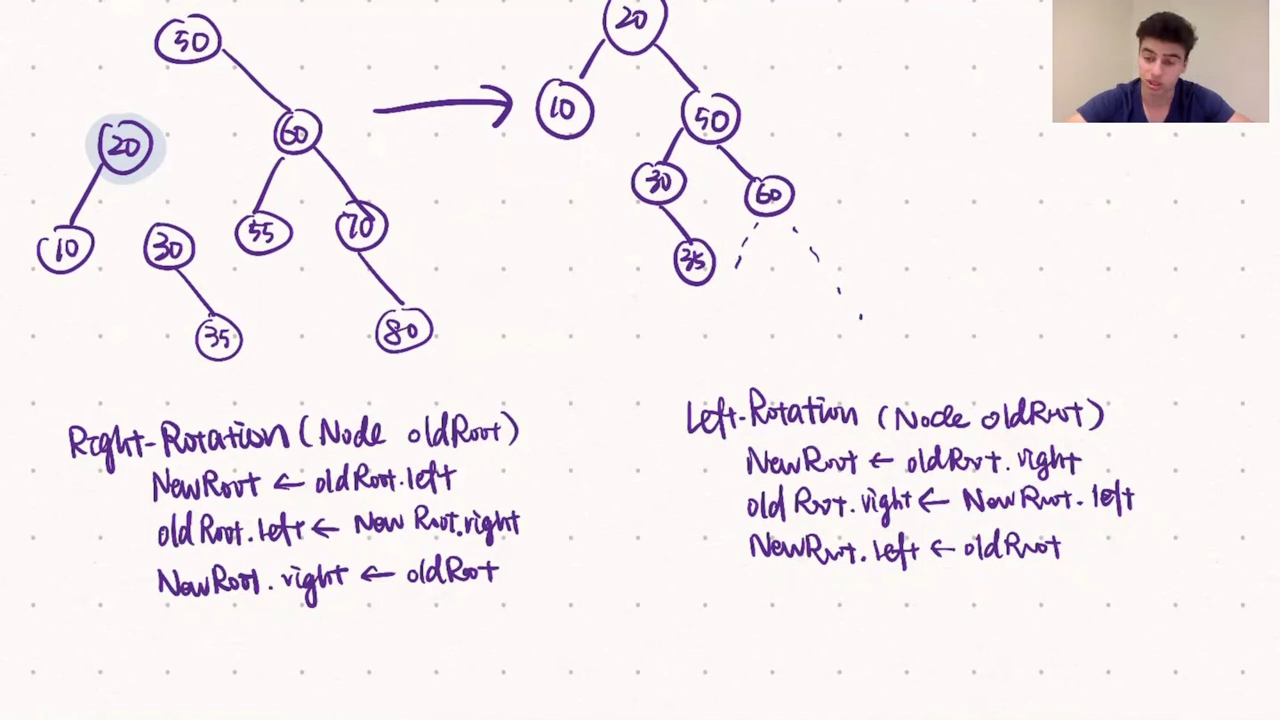 50
20
60
10
30
55
70
35
80
20
10
50
30
60
35
Right-Rotation (Node oldRoot)
NewRoot ← oldRoot.left
oldRoot.left ← NewRoot.right
NewRoot.right ← oldRoot
Left-Rotation (Node oldRoot)
NewRoot ← oldRoot.right
oldRoot.right ← NewRoot.left
NewRoot.left ← oldRoot